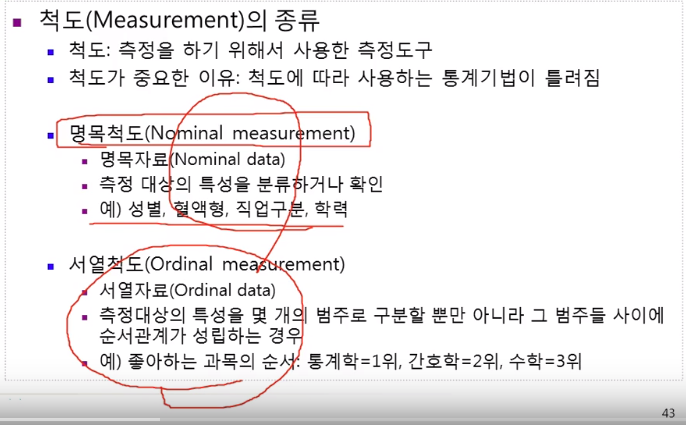 척도(Measurement)의 종류
척도: 측정을 하기 위해서 사용한 측정도구
척도가 중요한 이유: 척도에 따라 사용하는 통계기법이 틀려짐
명목척도(Nominal measurement)
명목자료(Nominal data)
측정 대상의 특성을 분류하거나 확인
예) 성별, 혈액형, 직업구분, 학력
서열척도(Ordinal measurement)
서열자료(Ordinal data)
측정대상의 특성을 몇 개의 범주로 구분할 뿐만 아니라 그 범주들 사이에
순서관계가 성립하는 경우
예) 좋아하는 과목의 순서: 통계학=1위, 간호학=2위, 수학=3위
43